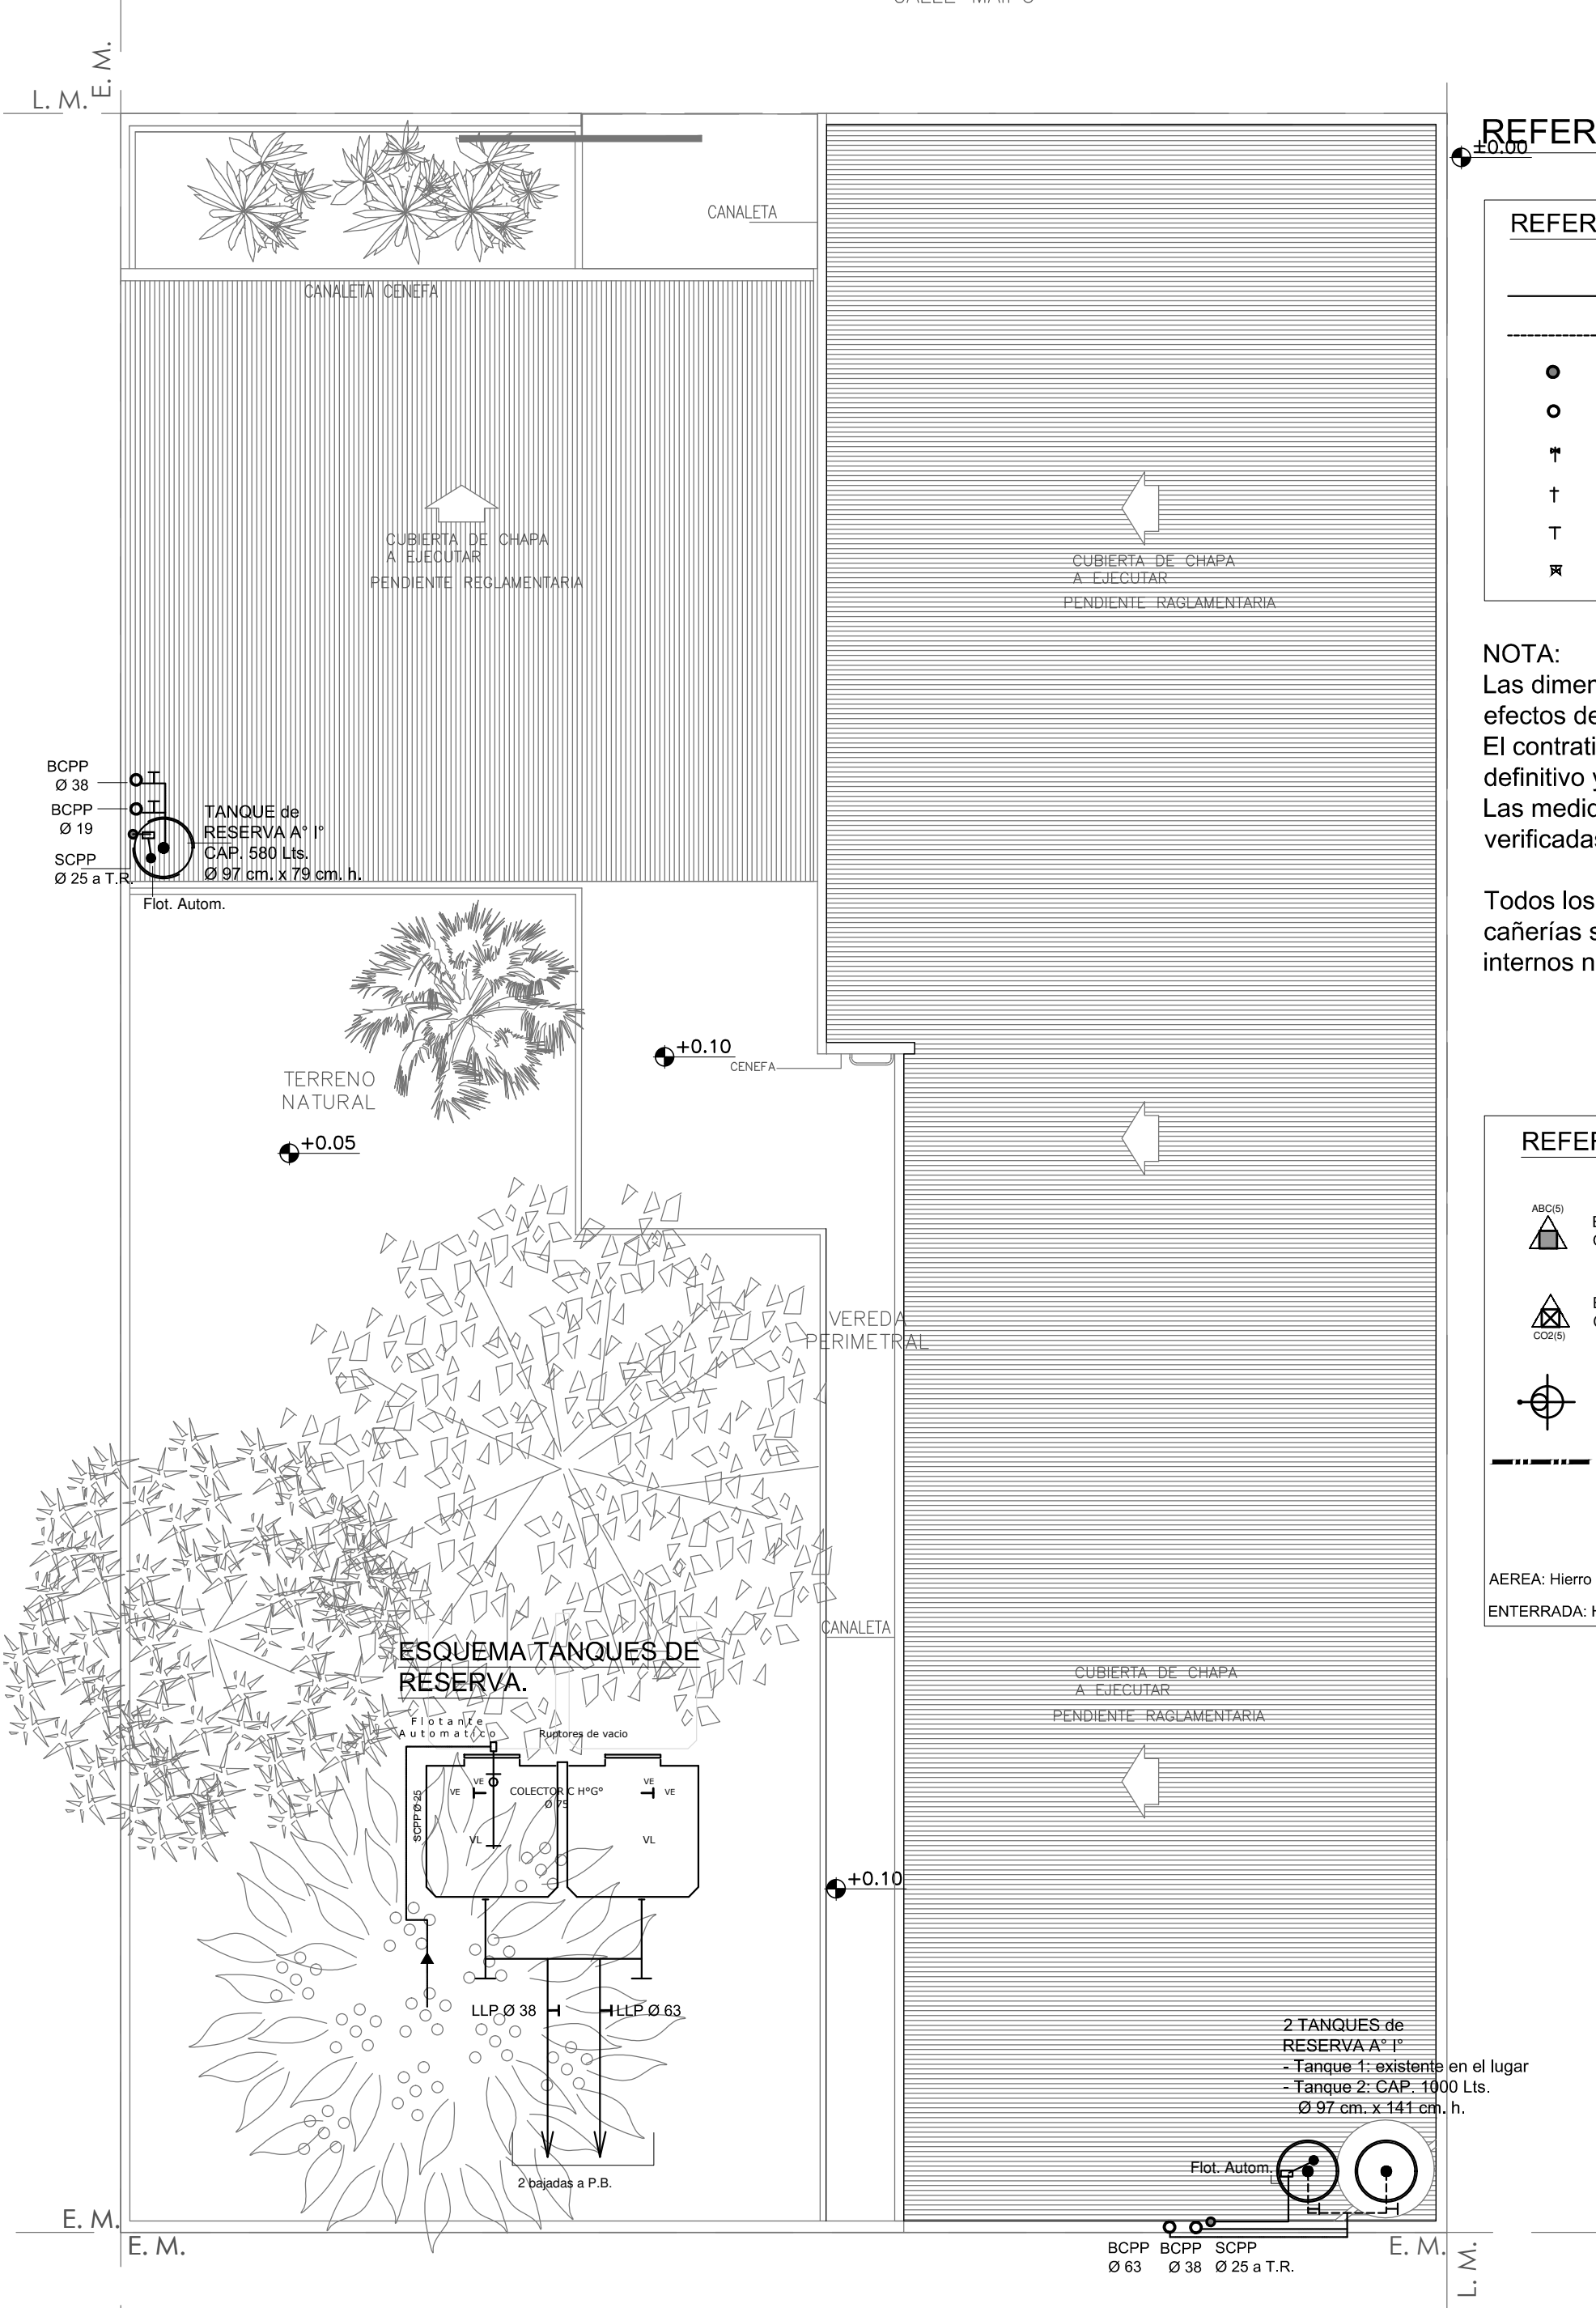 E. M.
L. M.
REFER
±0.00
CANALETA
REFER
CANALETA CENEFA
CUBIERTA DE CHAPA
A EJECUTAR
PENDIENTE REGLAMENTARIA
CUBIERTA DE CHAPA
A EJECUTAR
PENDIENTE RAGLAMENTARIA
NOTA:
Las dimen
efectos de
El contrati
definitivo y
Las medid
verificadas
Todos los
cañerías s
internos n
BCPP
Ø 38
BCPP
Ø 19
SCPP
Ø 25 a T.R.
TANQUE de
RESERVA A° I°
CAP. 580 Lts.
Ø 97 cm. x 79 cm. h.
Flot. Autom.
+0.10
CENEFA
TERRENO
NATURAL
+0.05
REFER
ABC(5)
CO2(5)
VEREDA
PERIMETRAL
AEREA: Hierro
ENTERRADA: H
CANALETA
ESQUEMA TANQUES DE
RESERVA.
CUBIERTA DE CHAPA
A EJECUTAR
PENDIENTE RAGLAMENTARIA
Flotante
Automatico
Ruptores de vacio
SCPP Ø 25
VE
VE
COLECTOR C H°G°
Ø 75
VE
VE
VL
VL
+0.10
LLP Ø 38
LLP Ø 63
2 bajadas a P.B.
2 TANQUES de
RESERVA A° I°
- Tanque 1: existente en el lugar
- Tanque 2: CAP. 1000 Lts.
Ø 97 cm. x 141 cm. h.
Flot. Autom.
E. M.
E. M.
BCPP
Ø 63
BCPP
Ø 38
SCPP
Ø 25 a T.R.
E. M.
L. M.